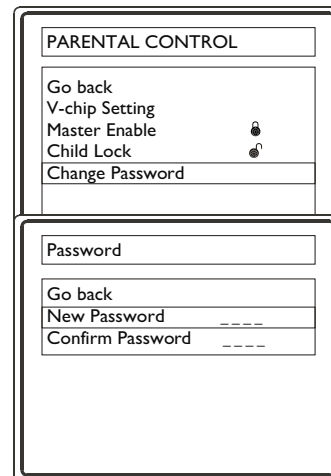 PARENTAL CONTROL
Go back
V-chip Setting
Master Enable
Child Lock
Change Password
Password
Go back
New Password _ _ _ _
Confirm Password _ _ _ _